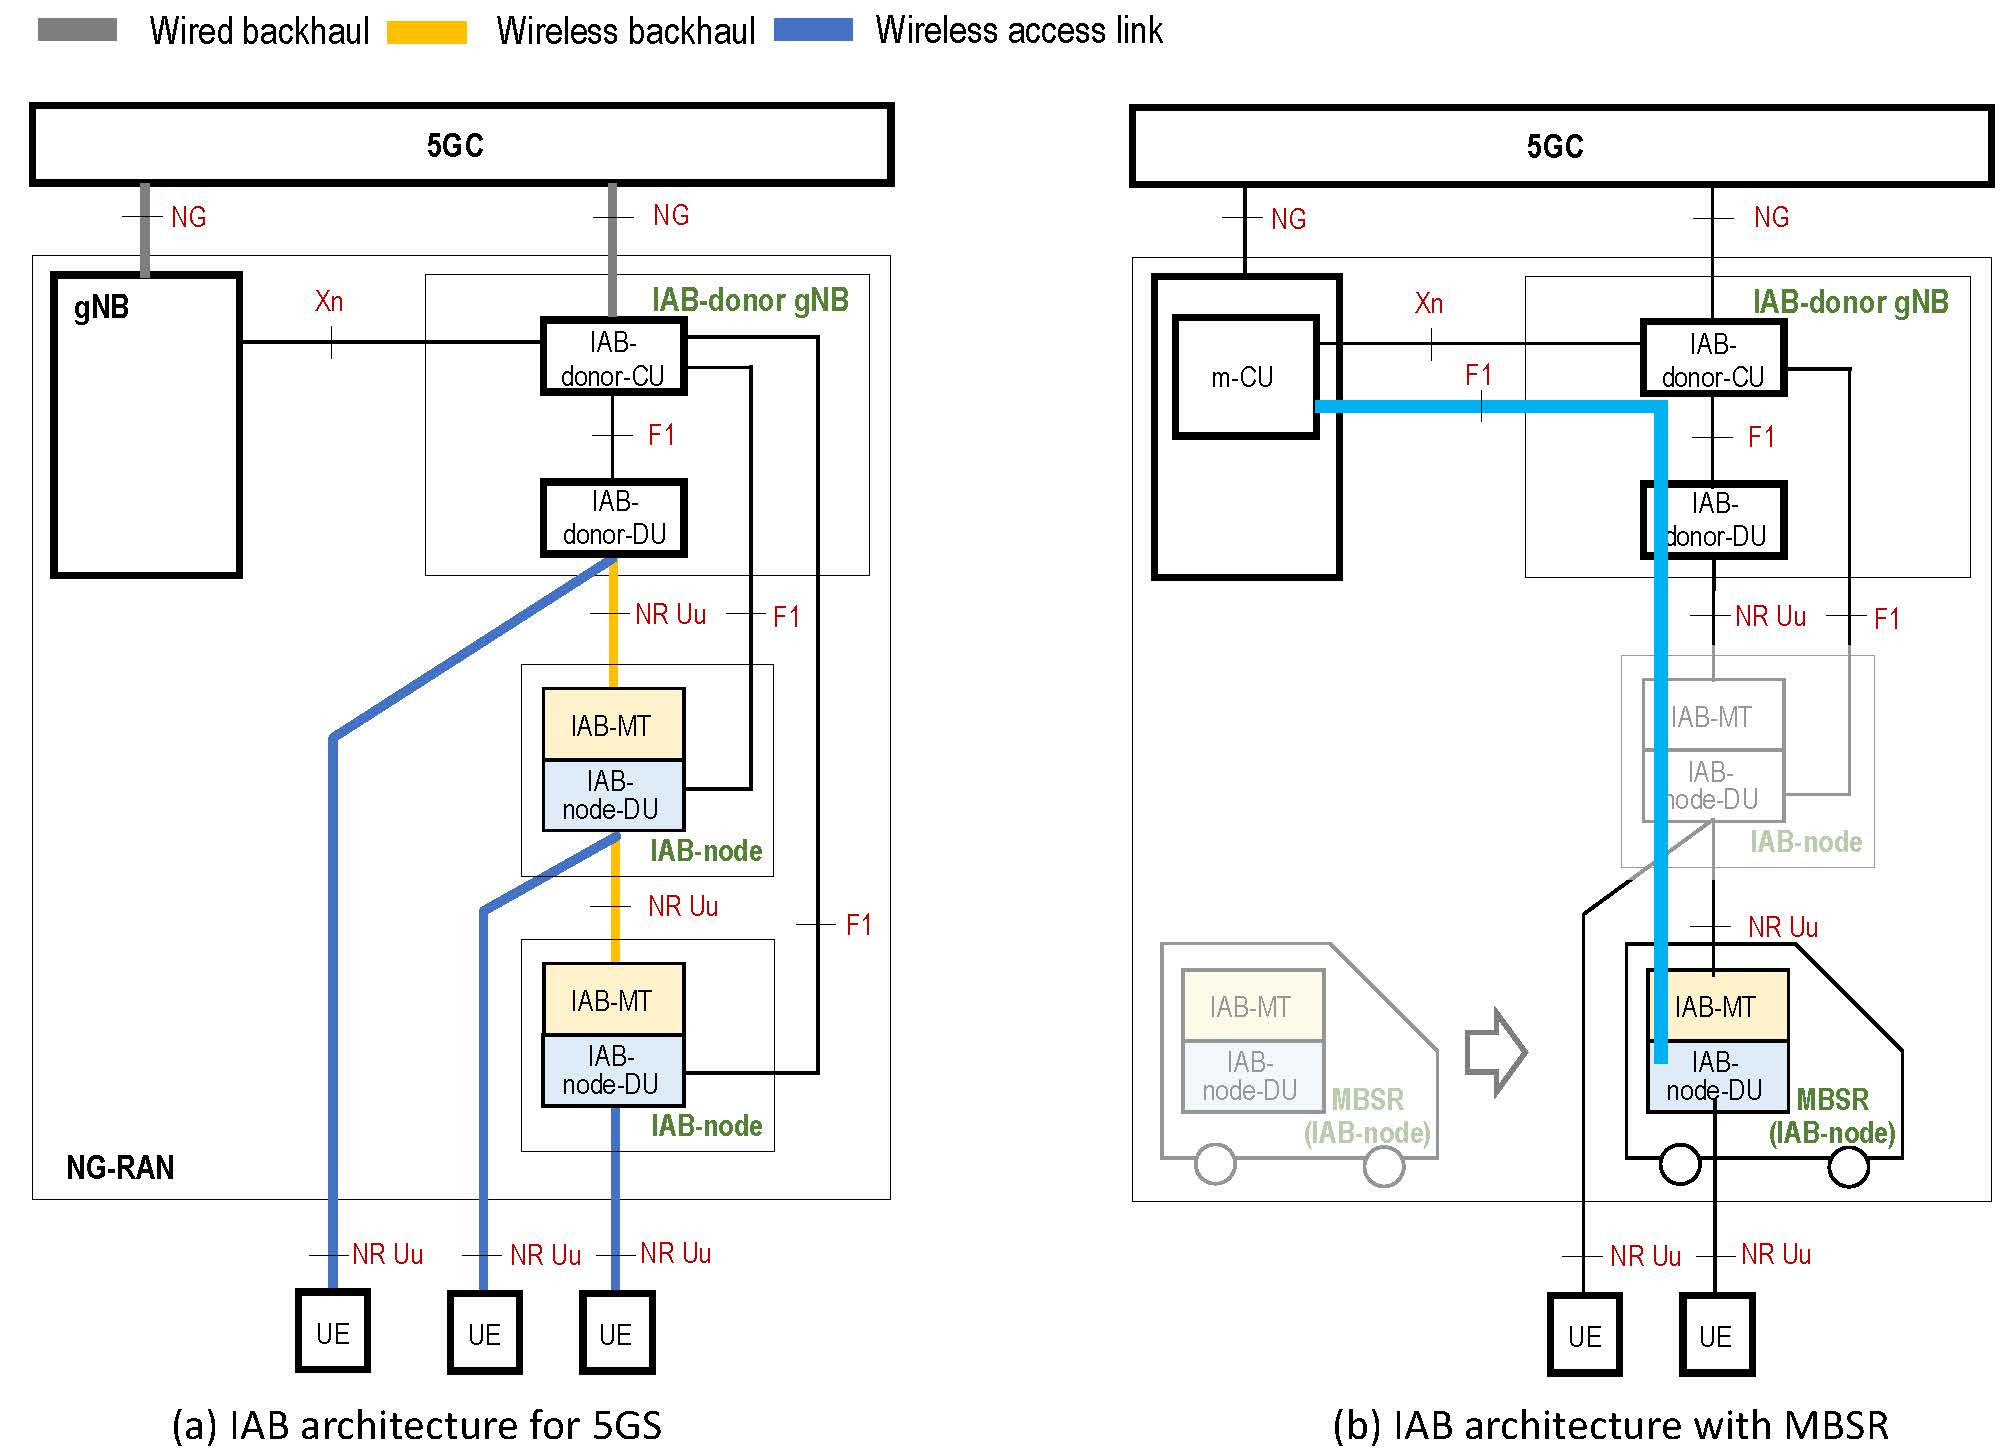 Wired backhaul
Wireless backhaul
Wireless access link
5GC
NG
NG
gNB
Xn
IAB-donor gNB
IAB-
donor-CU
F1
IAB-
donor-DU
NR Uu
F1
IAB-MT
IAB-
node-DU
IAB-node
NR Uu
F1
IAB-MT
IAB-
node-DU
IAB-node
NG-RAN
NR Uu
NR Uu
NR Uu
UE
UE
UE
(a) IAB architecture for 5GS
5GC
NG
NG
Xn
IAB-donor gNB
m-CU
F1
IAB-
donor-CU
F1
IAB-
donor-DU
NR Uu
F1
IAB-MT
IAB-
node-DU
IAB-node
NR Uu
IAB-MT
IAB-
node-DU
MBSR
(IAB-node)
IAB-MT
IAB-
node-DU
MBSR
(IAB-node)
NR Uu
NR Uu
UE
UE
(b) IAB architecture with MBSR